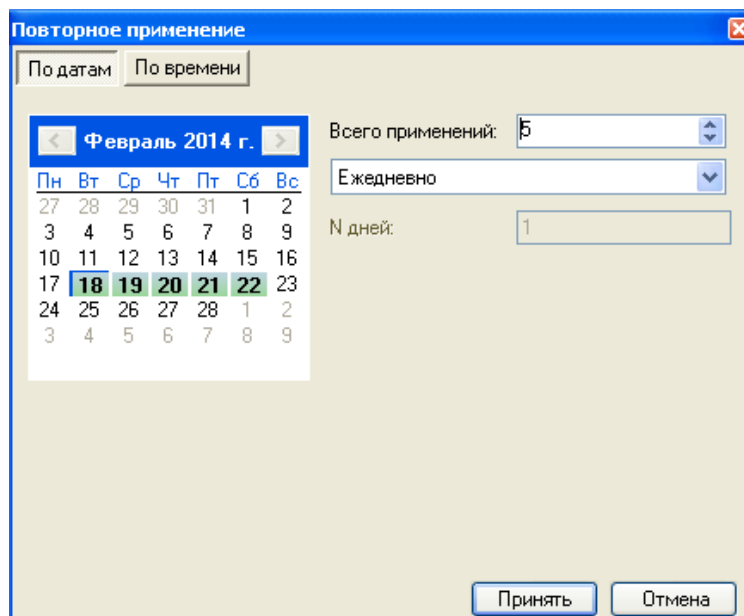 Повторное применение
По датам По времени
Февраль 2014 г.
Пн Вт Ср Чт Пт Сб Вс
27 28 29 30 31 1 2
3 4 5 6 7 8 9
10 11 12 13 14 15 16
17 18 19 20 21 22 23
24 25 26 27 28 1 2
3 4 5 6 7 8 9
Всего применений: 5
Ежедневно
N дней: 1
Принять Отмена